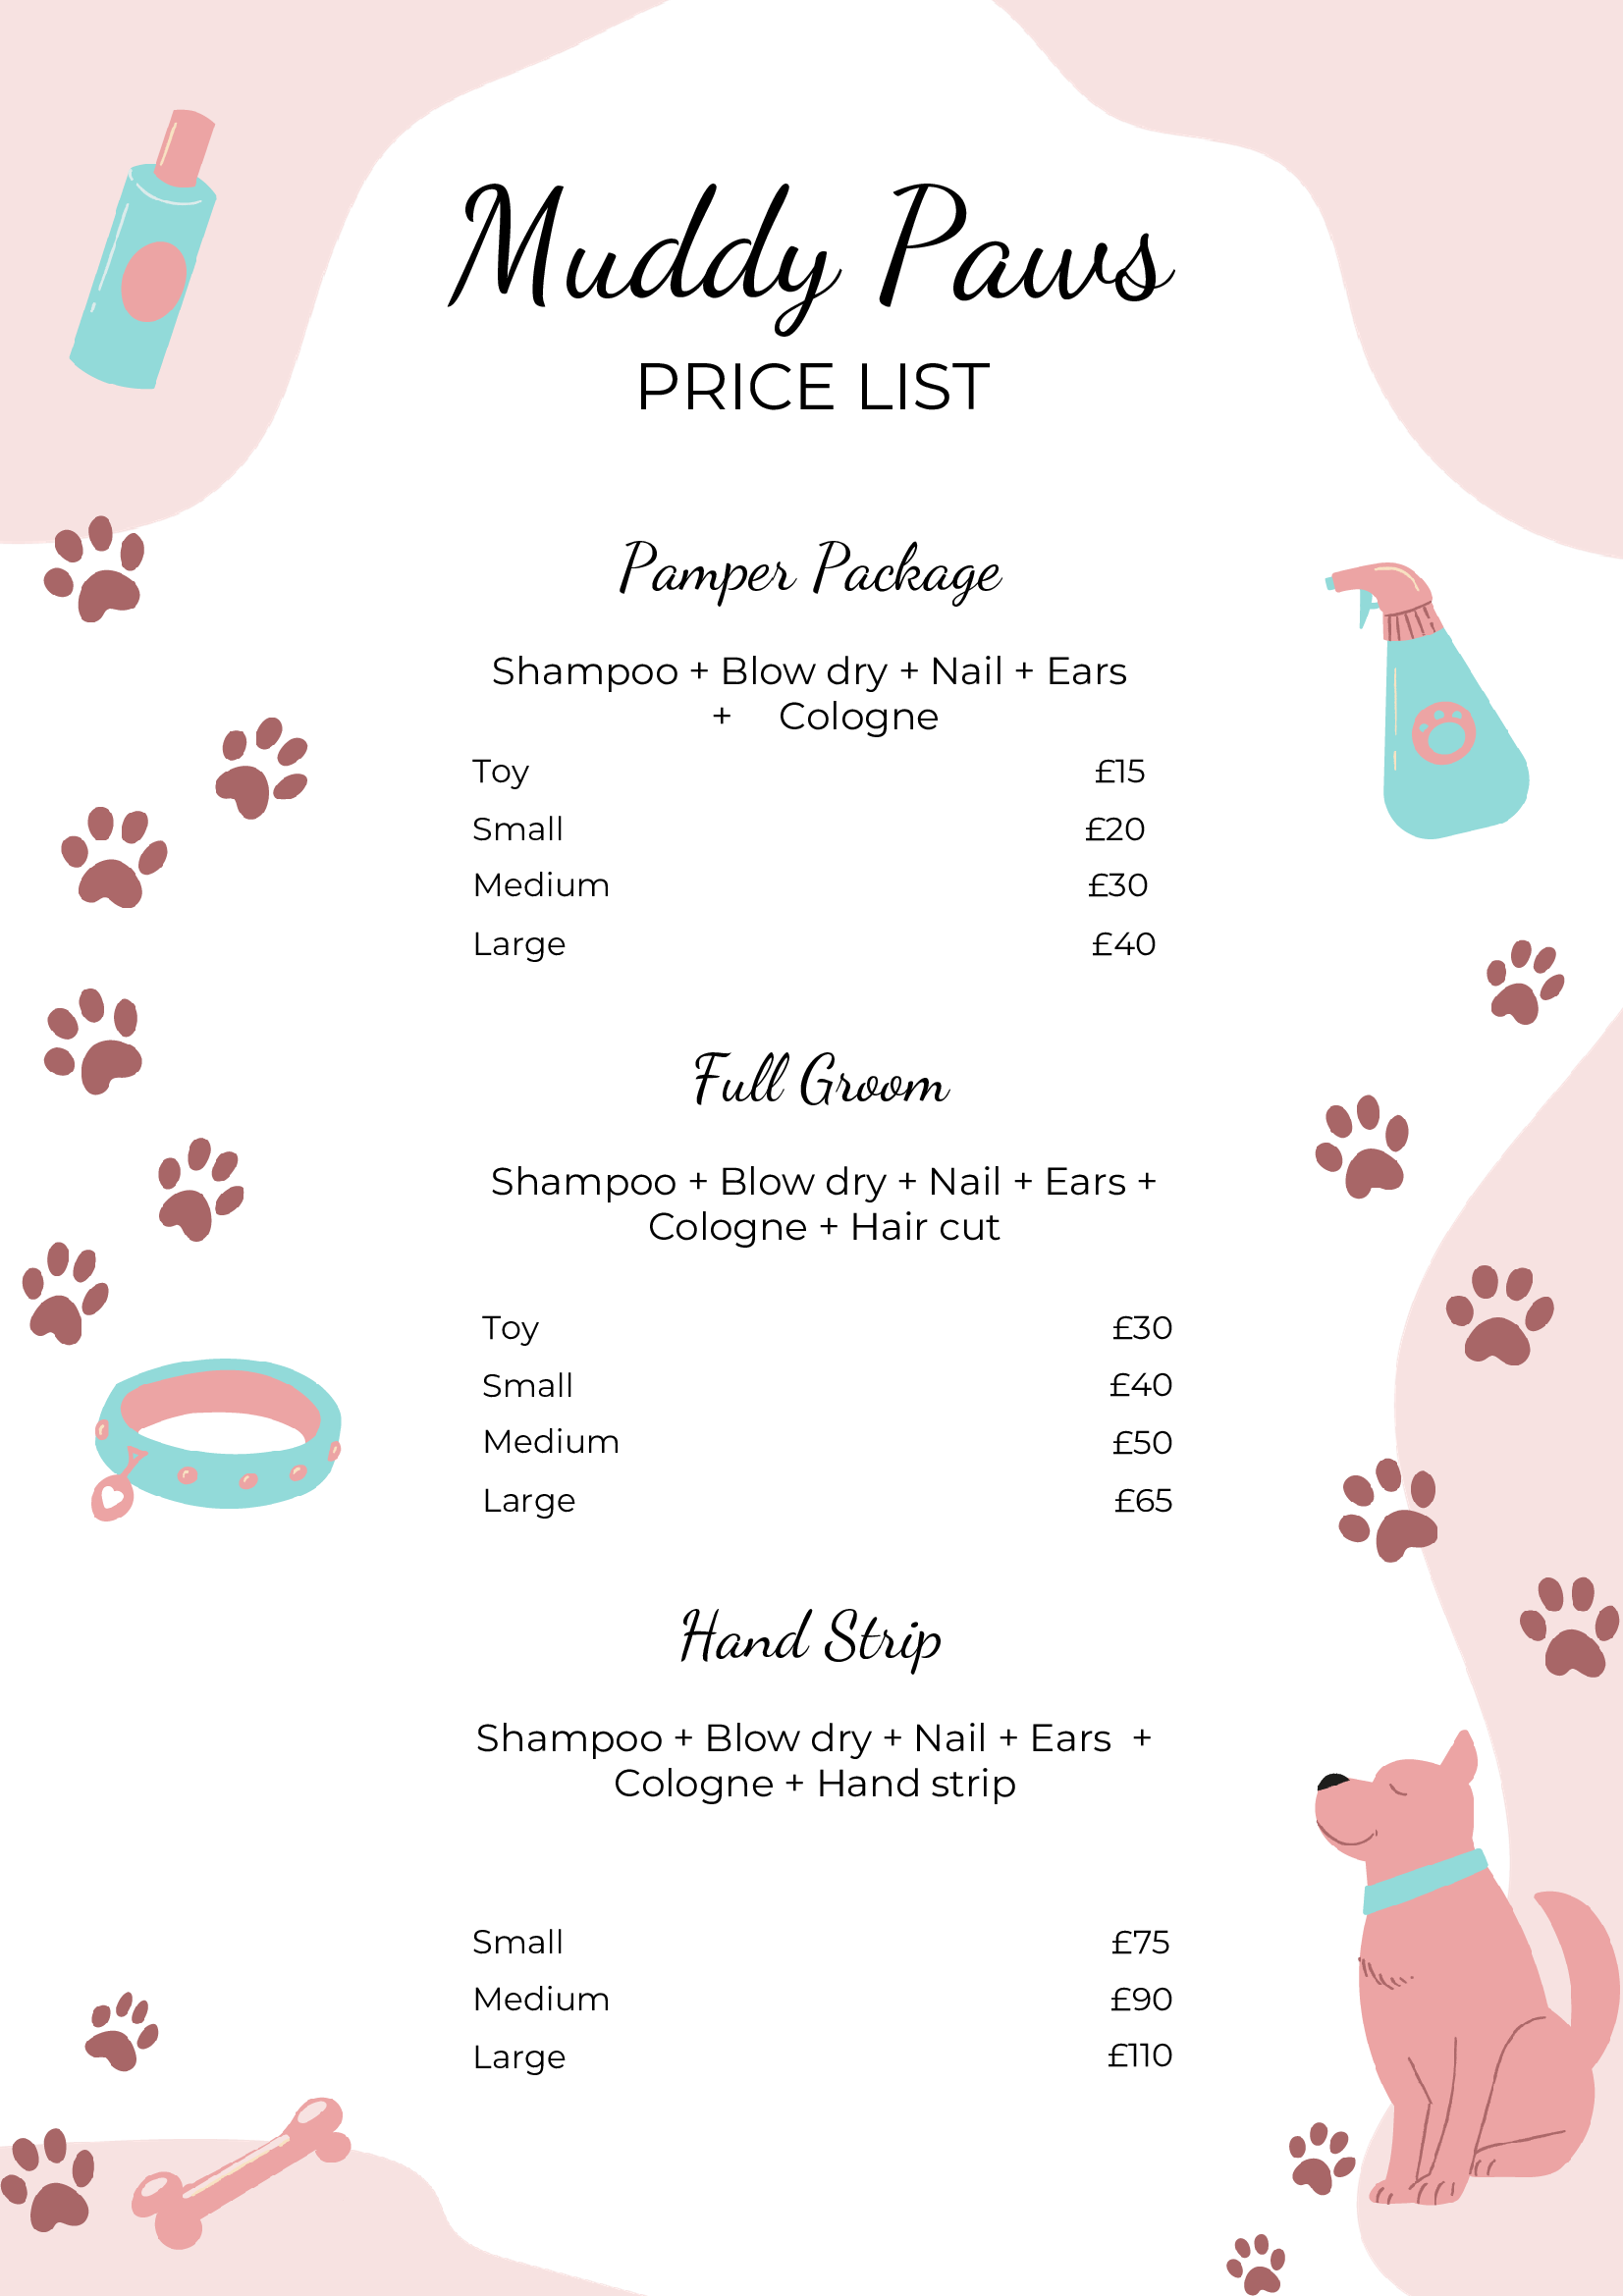 Muddy Paws
PRICE LIST
Pamper Package
Shampoo + Blow dry + Nail + Ears
+ Cologne
Toy £15
Small £20
Medium £30
Large £40
Full Groom
Shampoo + Blow dry + Nail + Ears +
Cologne + Hair cut
Toy £30
Small £40
Medium £50
Large £65
Hand Strip
Shampoo + Blow dry + Nail + Ears +
Cologne + Hand strip
Small £75
Medium £90
Large £110